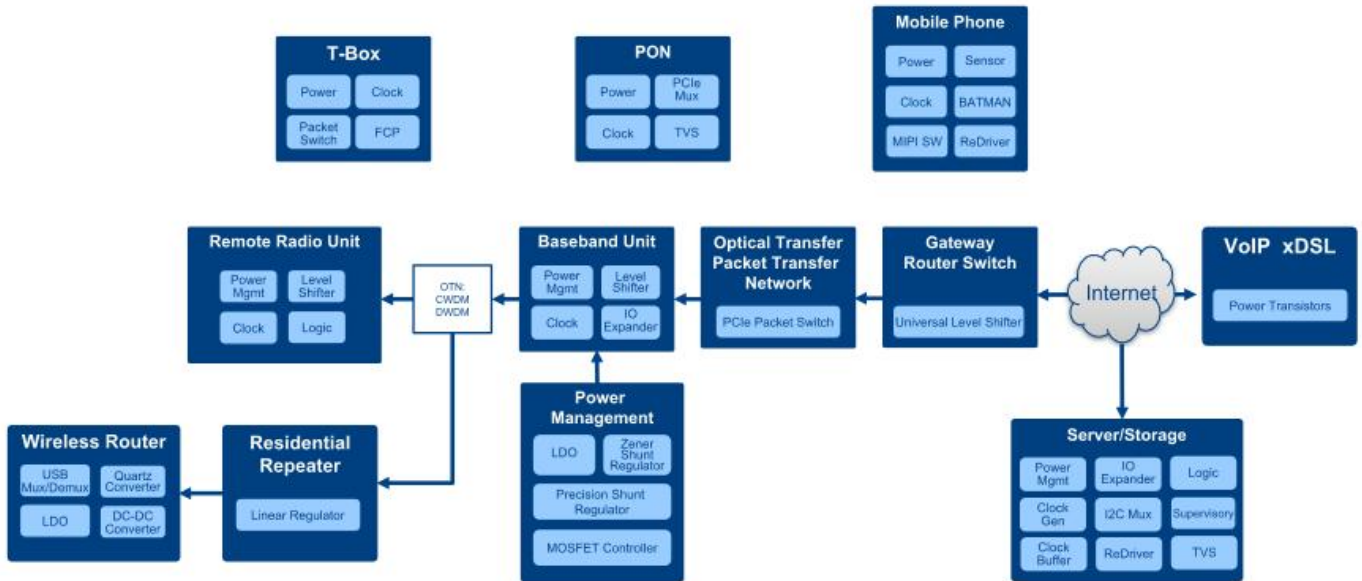 T-Box
Power
Clock
Packet
Switch
FCP
PON
Power
PCIe
Mux
Clock
TVS
Mobile Phone
Power
Sensor
Clock
BATMAN
MIPI SW
ReDriver
Remote Radio Unit
Power
Mgmt
Level
Shifter
Clock
Logic
OTN:
CWDM
DWDM
Baseband Unit
Power
Mgmt
Level
Shifter
Clock
IO
Expander
Optical Transfer
Packet Transfer
Network
PCIe Packet Switch
Gateway
Router Switch
Universal Level Shifter
Internet
VoIP xDSL
Power Transistors
Wireless Router
USB
Mux/Demux
Quartz
Converter
LDO
DC-DC
Converter
Residential
Repeater
Linear Regulator
Power
Management
LDO
Zener
Shunt
Regulator
Precision Shunt
Regulator
MOSFET Controller
Server/Storage
Power
Mgmt
IO
Expander
Logic
Clock
Gen
I2C Mux
Supervisory
Clock
Buffer
ReDriver
TVS